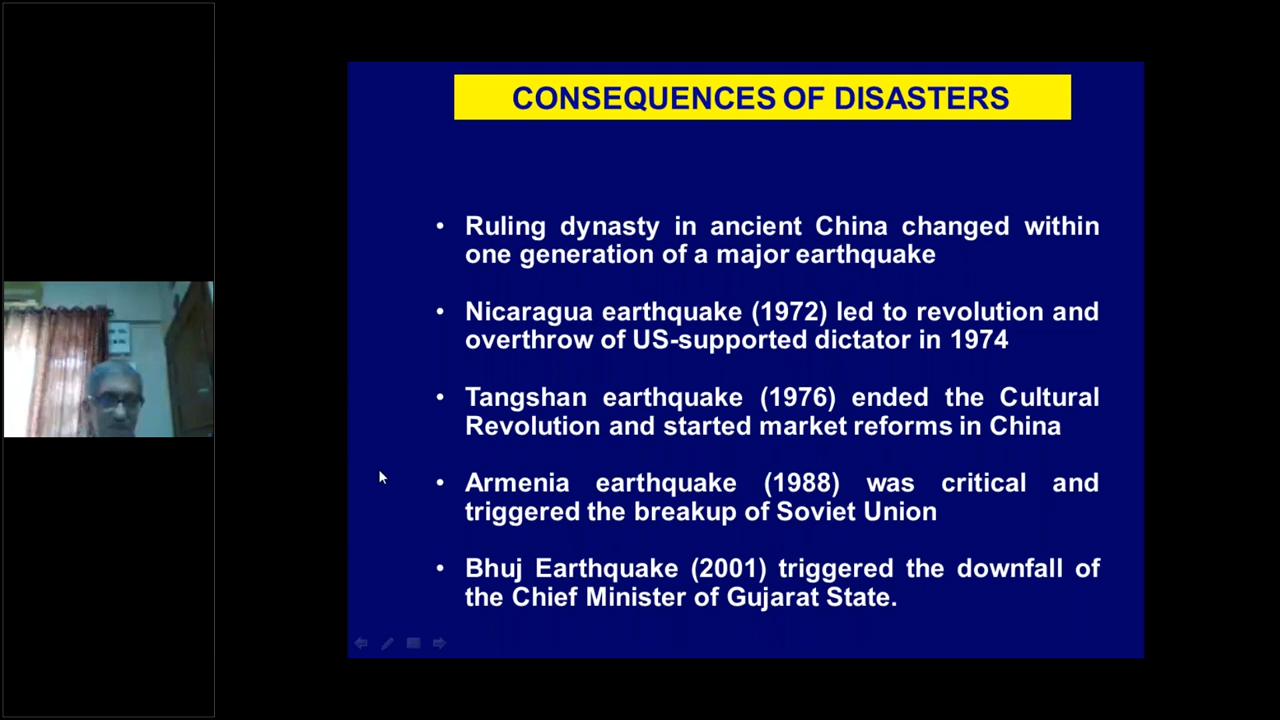 CONSEQUENCES OF DISASTERS
• Ruling dynasty in ancient China changed within
one generation of a major earthquake
• Nicaragua earthquake (1972) led to revolution and
overthrow of US-supported dictator in 1974
• Tangshan earthquake (1976) ended the Cultural
Revolution and started market reforms in China
• Armenia earthquake (1988) was critical and
triggered the breakup of Soviet Union
• Bhuj Earthquake (2001) triggered the downfall of
the Chief Minister of Gujarat State.